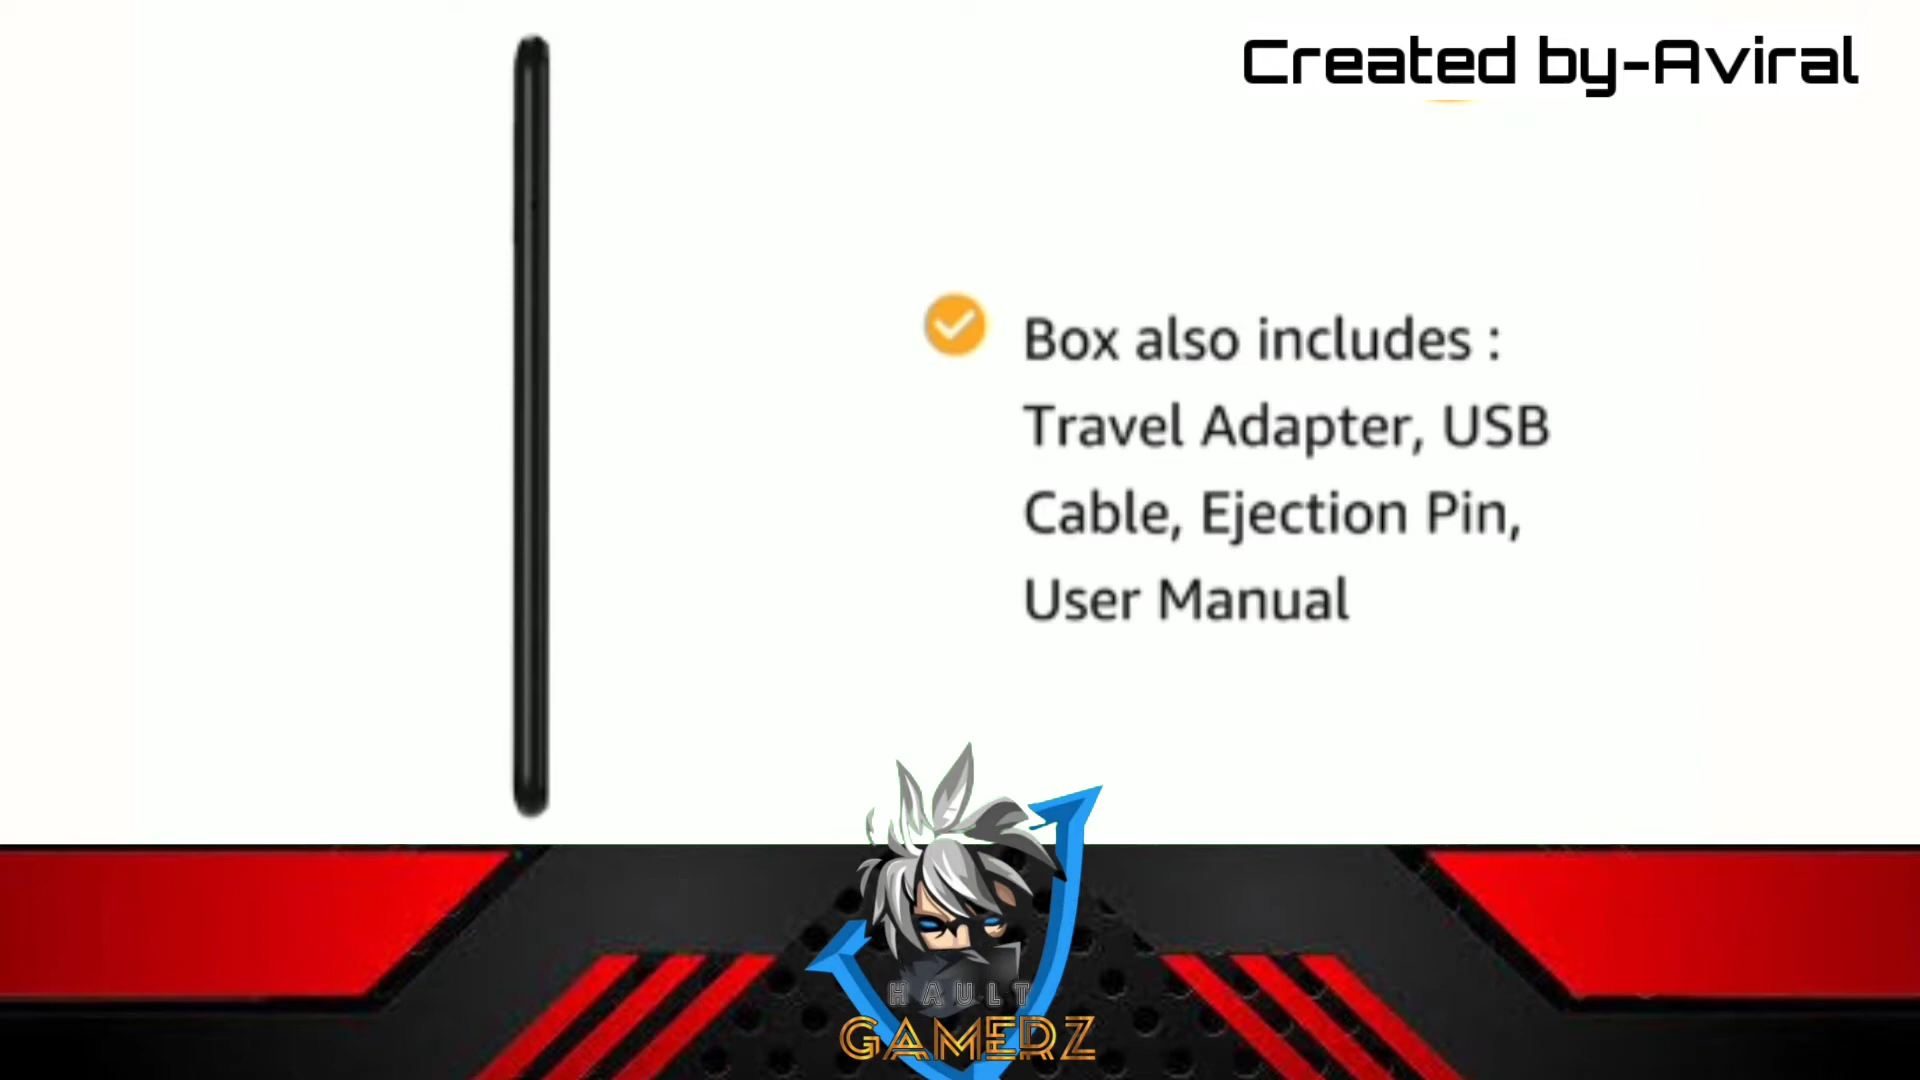 Created by-Aviral
Box also includes :
Travel Adapter, USB
Cable, Ejection Pin,
User Manual
HAULT
GAMERZ